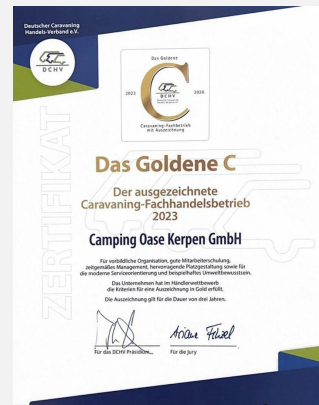 Deutscher Caravaning
Handels-Verband e.V.
DCHV
Das Goldene
2023
2026
C
DCHV
Caravaning-Fachbetrieb
mit Auszeichnung
ZERTIFIKAT
Das Goldene C
Der ausgezeichnete
Caravaning-Fachhandelsbetrieb
2023
Camping Oase Kerpen GmbH
Für vorbildliche Organisation, gute Mitarbeiterschulung,
zeitgemäßes Management, hervorragende Platzgestaltung sowie für
die moderne Serviceorientierung und beispielhaftes Umweltbewusstsein.
Das Unternehmen hat im Händlerwettbewerb
die Kriterien für eine Auszeichnung in Gold erfüllt.
Die Auszeichnung gilt für die Dauer von drei Jahren.
Für das DCHV Präsidium
Für die Jury